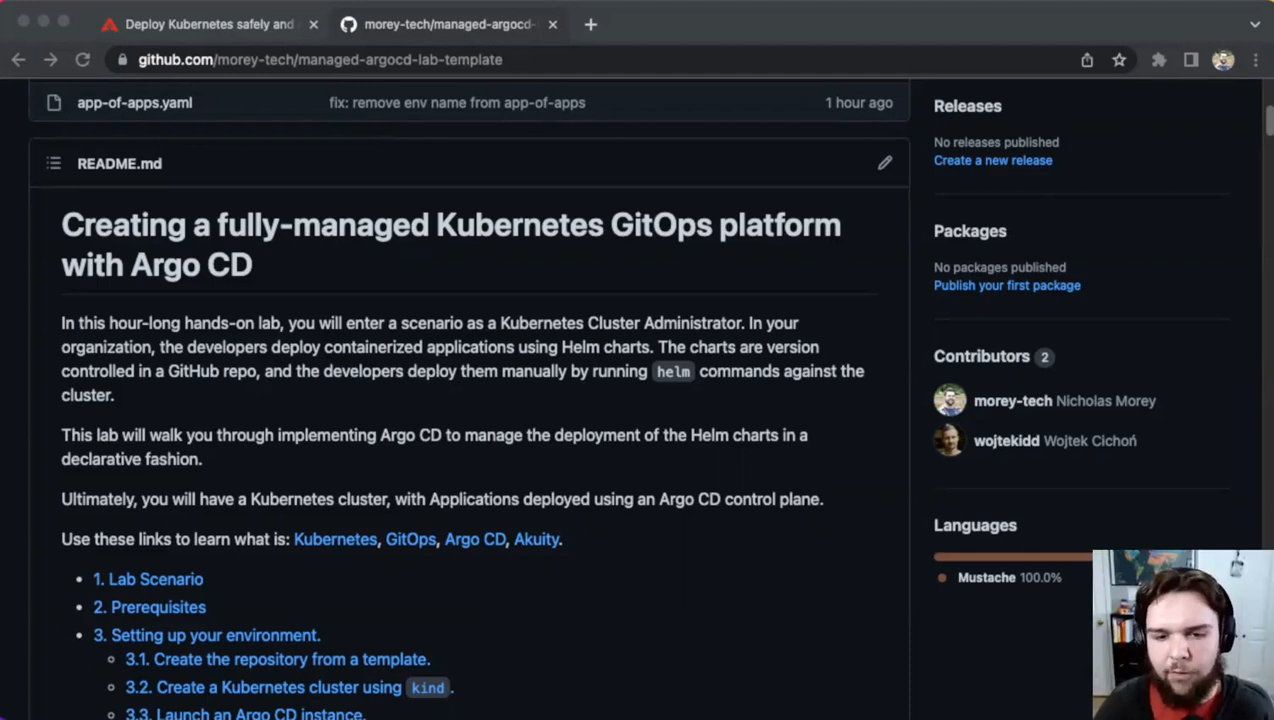 Deploy Kubernetes safely and
morey-tech/managed-argocd-
github.com/morey-tech/managed-argocd-lab-template
app-of-apps.yaml
fix: remove env name from app-of-apps
1 hour ago
README.md
Creating a fully-managed Kubernetes GitOps platform
with Argo CD
In this hour-long hands-on lab, you will enter a scenario as a Kubernetes Cluster Administrator. In your
organization, the developers deploy containerized applications using Helm charts. The charts are version
controlled in a GitHub repo, and the developers deploy them manually by running helm commands against the
cluster.
This lab will walk you through implementing Argo CD to manage the deployment of the Helm charts in a
declarative fashion.
Ultimately, you will have a Kubernetes cluster, with Applications deployed using an Argo CD control plane.
Use these links to learn what is: Kubernetes, GitOps, Argo CD, Akuity.
1. Lab Scenario
2. Prerequisites
3. Setting up your environment.
3.1. Create the repository from a template.
3.2. Create a Kubernetes cluster using kind.
3.3. Launch an Argo CD instance.
Releases
No releases published
Create a new release
Packages
No packages published
Publish your first package
Contributors 2
morey-tech Nicholas Morey
wojtekidd Wojtek Cichoń
Languages
Mustache 100.0%